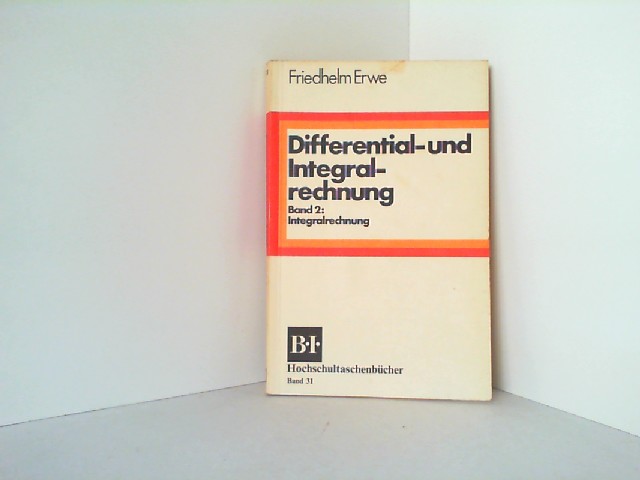 Friedhelm Erwe
Differential-und
Integral-
rechnung
Band 2:
Integralrechnung
B·I·
Hochschultaschenbücher
Band 31